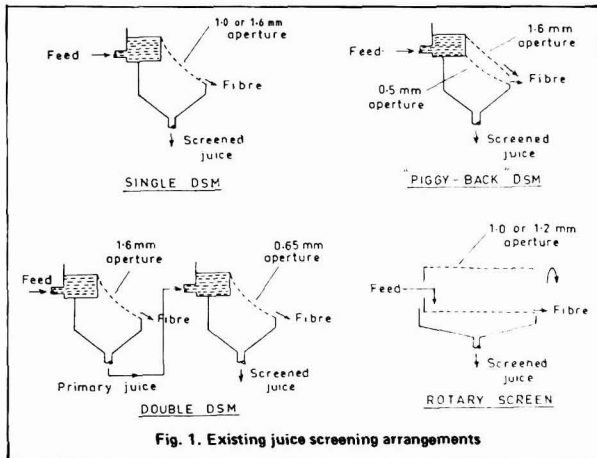 1·0 or 1·6 mm
aperture
Feed
Fibre
Screened
juice
SINGLE DSM
1·6 mm
aperture
Feed·
Fibre
0·5 mm
aperture
Screened
juice
"PIGGY-BACK" DSM
1·6mm
aperture
Feed
Fibre
Primary juice
0·65 mm
aperture
Fibre
Screened
juice
DOUBLE DSM
1·0 or 1·2 mm
aperture
Feed
Fibre
Screened
juice
ROTARY SCREEN
Fig. 1. Existing juice screening arrangements